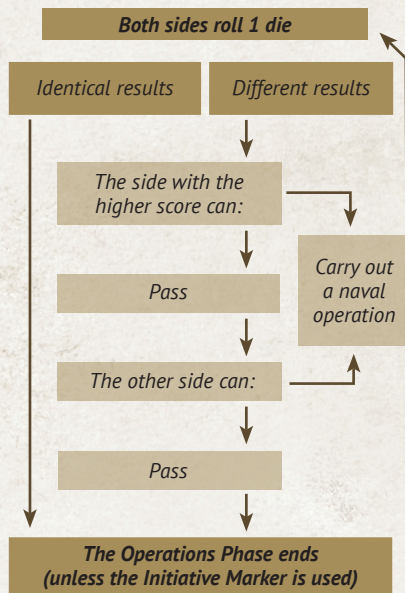 Both sides roll 1 die
Identical results
Different results
The side with the
higher score can:
Carry out
a naval
operation
Pass
The other side can:
Pass
The Operations Phase ends
(unless the Initiative Marker is used)